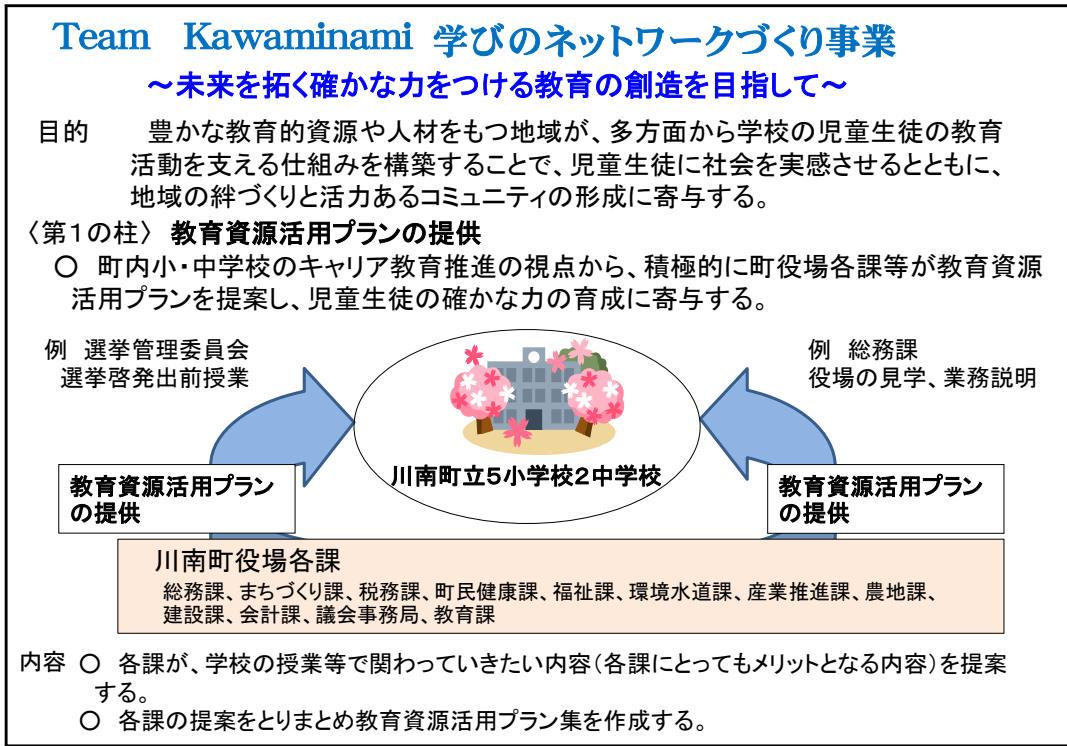 Team Kawaminami 学びのネットワークづくり事業
～未来を拓く確かな力をつける教育の創造を目指して～
目的 豊かな教育的資源や人材をもつ地域が、多方面から学校の児童生徒の教育
活動を支える仕組みを構築することで、児童生徒に社会を実感させるとともに、
地域の絆づくりと活力あるコミュニティの形成に寄与する。
〈第１の柱〉 教育資源活用プランの提供
○ 町内小・中学校のキャリア教育推進の視点から、積極的に町役場各課等が教育資源
活用プランを提案し、児童生徒の確かな力の育成に寄与する。
例 選挙管理委員会
選挙啓発出前授業
例 総務課
役場の見学、業務説明
川南町立５小学校２中学校
教育資源活用プラン
の提供
教育資源活用プラン
の提供
川南町役場各課
総務課、まちづくり課、税務課、町民健康課、福祉課、環境水道課、産業推進課、農地課、
建設課、会計課、議会事務局、教育課
内容 ○ 各課が、学校の授業等で関わっていきたい内容（各課にとってもメリットとなる内容）を提案
する。
○ 各課の提案をとりまとめ教育資源活用プラン集を作成する。